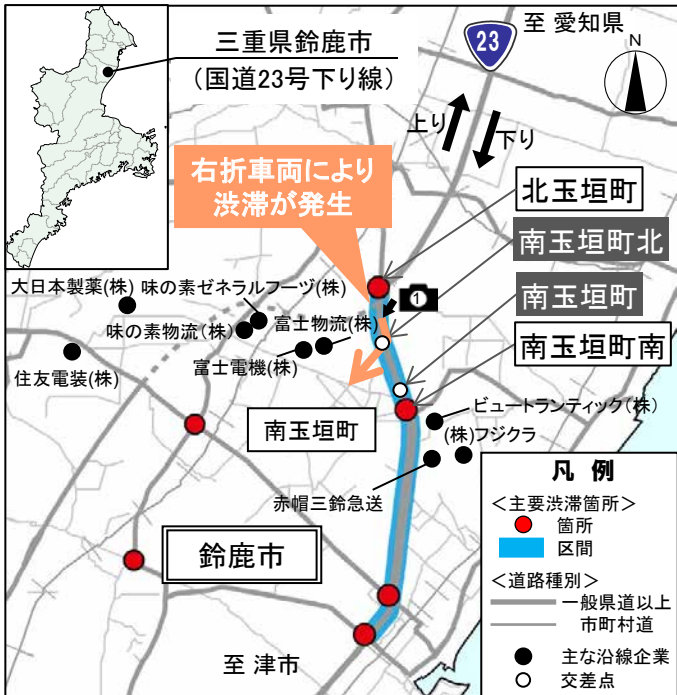 三重県鈴鹿市
(国道23号下り線)
23
至 愛知県
N
上り
下り
右折車両により
渋滞が発生
北玉垣町
南玉垣町北
南玉垣町
南玉垣町南
1
大日本製薬(株)
味の素ゼネラルフーヅ(株)
味の素物流(株)
富士物流(株)
富士電機(株)
住友電装(株)
南玉垣町
ビュートランティック(株)
(株)フジクラ
赤帽三鈴急送
鈴鹿市
至 津市
凡 例
<主要渋滞箇所>
箇所
区間
<道路種別>
一般県道以上
市町村道
主な沿線企業
交差点